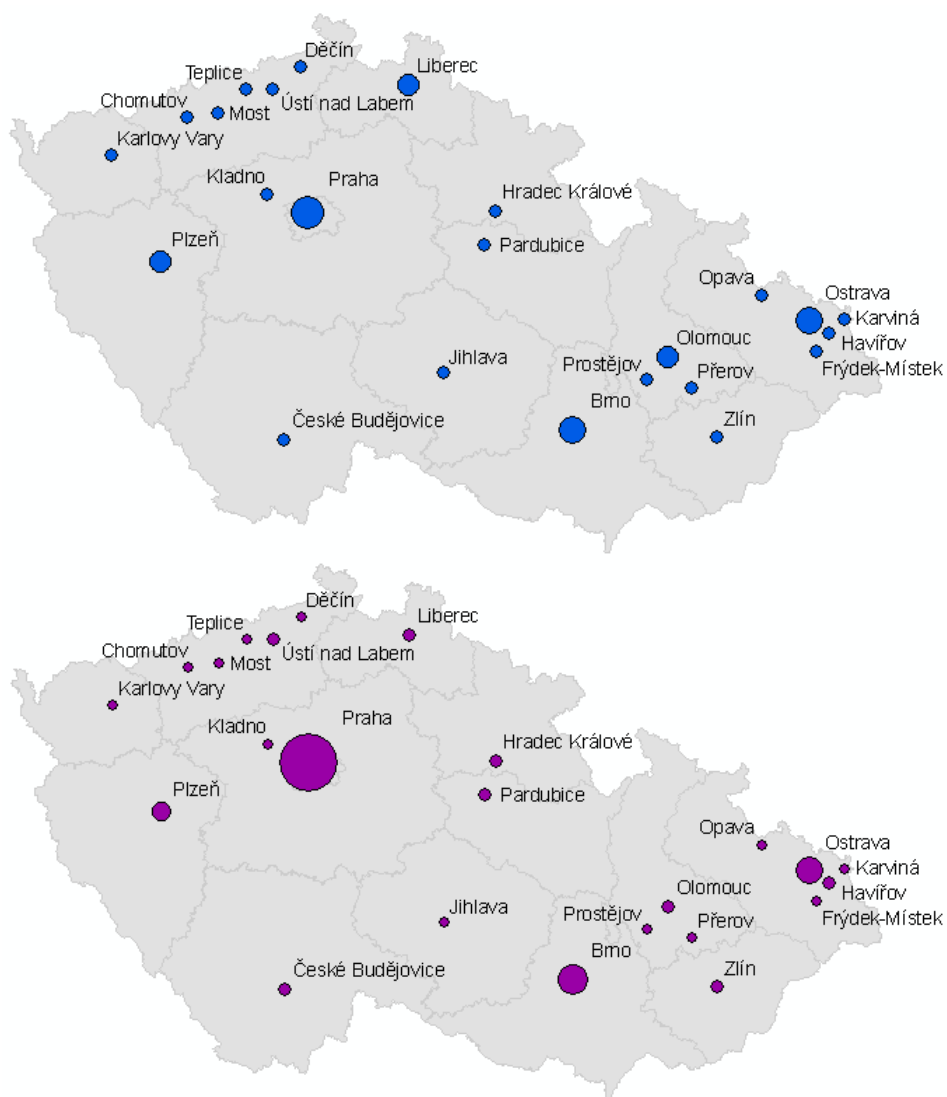 Děčín
Liberec
Teplice
Ústí nad Labem
Chomutov
Most
Karlovy Vary
Kladno
Praha
Hradec Králové
Plzeň
Pardubice
Opava
Ostrava
Karviná
Havířov
Frýdek-Místek
Olomouc
Jihlava
Prostějov
Přerov
Brno
České Budějovice
Zlín
Děčín
Liberec
Teplice
Ústí nad Labem
Chomutov
Most
Karlovy Vary
Kladno
Praha
Hradec Králové
Plzeň
Pardubice
Opava
Ostrava
Karviná
Havířov
Frýdek-Místek
Olomouc
Jihlava
Prostějov
Přerov
Brno
České Budějovice
Zlín